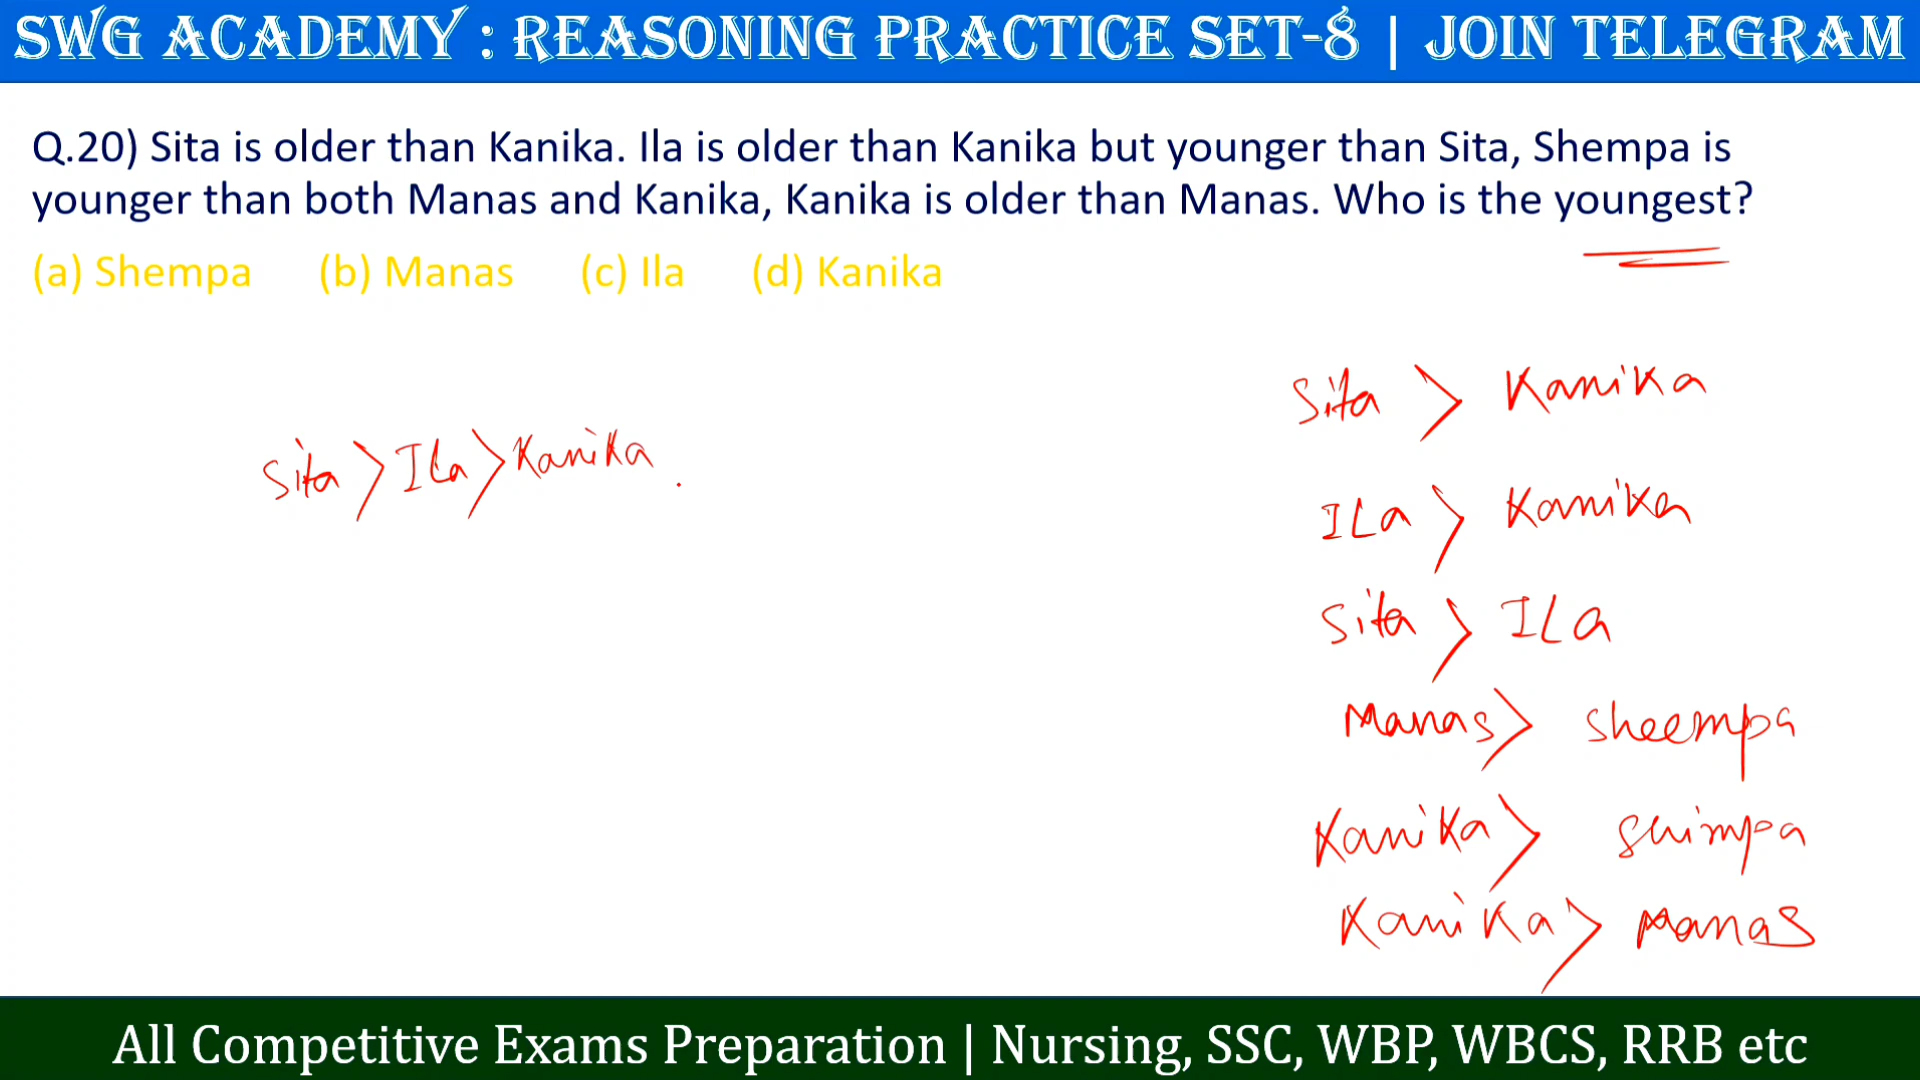 SWG ACADEMY : REASONING PRACTICE SET-8 | JOIN TELEGRAM
Q.20) Sita is older than Kanika. Ila is older than Kanika but younger than Sita, Shempa is
younger than both Manas and Kanika, Kanika is older than Manas. Who is the youngest?
(a) Shempa (b) Manas (c) Ila (d) Kanika
Sita > ILa > Kanika .
Sita > Kanika
ILa > Kanika
Sita > ILa
Manas > sheempa
Kanika > shimpa
Kanika > Manas
All Competitive Exams Preparation | Nursing, SSC, WBP, WBCS, RRB etc